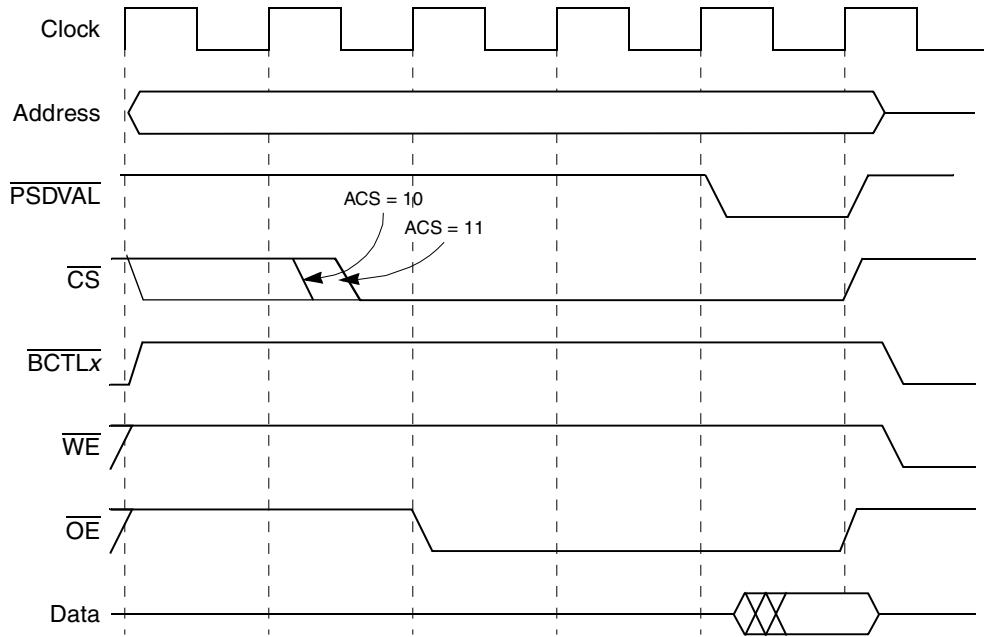 Clock
Address
PSDVAL
ACS = 10
ACS = 11
CS
BCTLx
WE
OE
Data